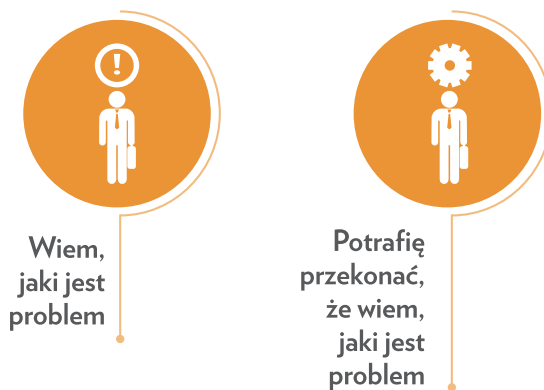 Wiem,
jaki jest
problem
Potrafię
przekonać,
że wiem,
jaki jest
problem